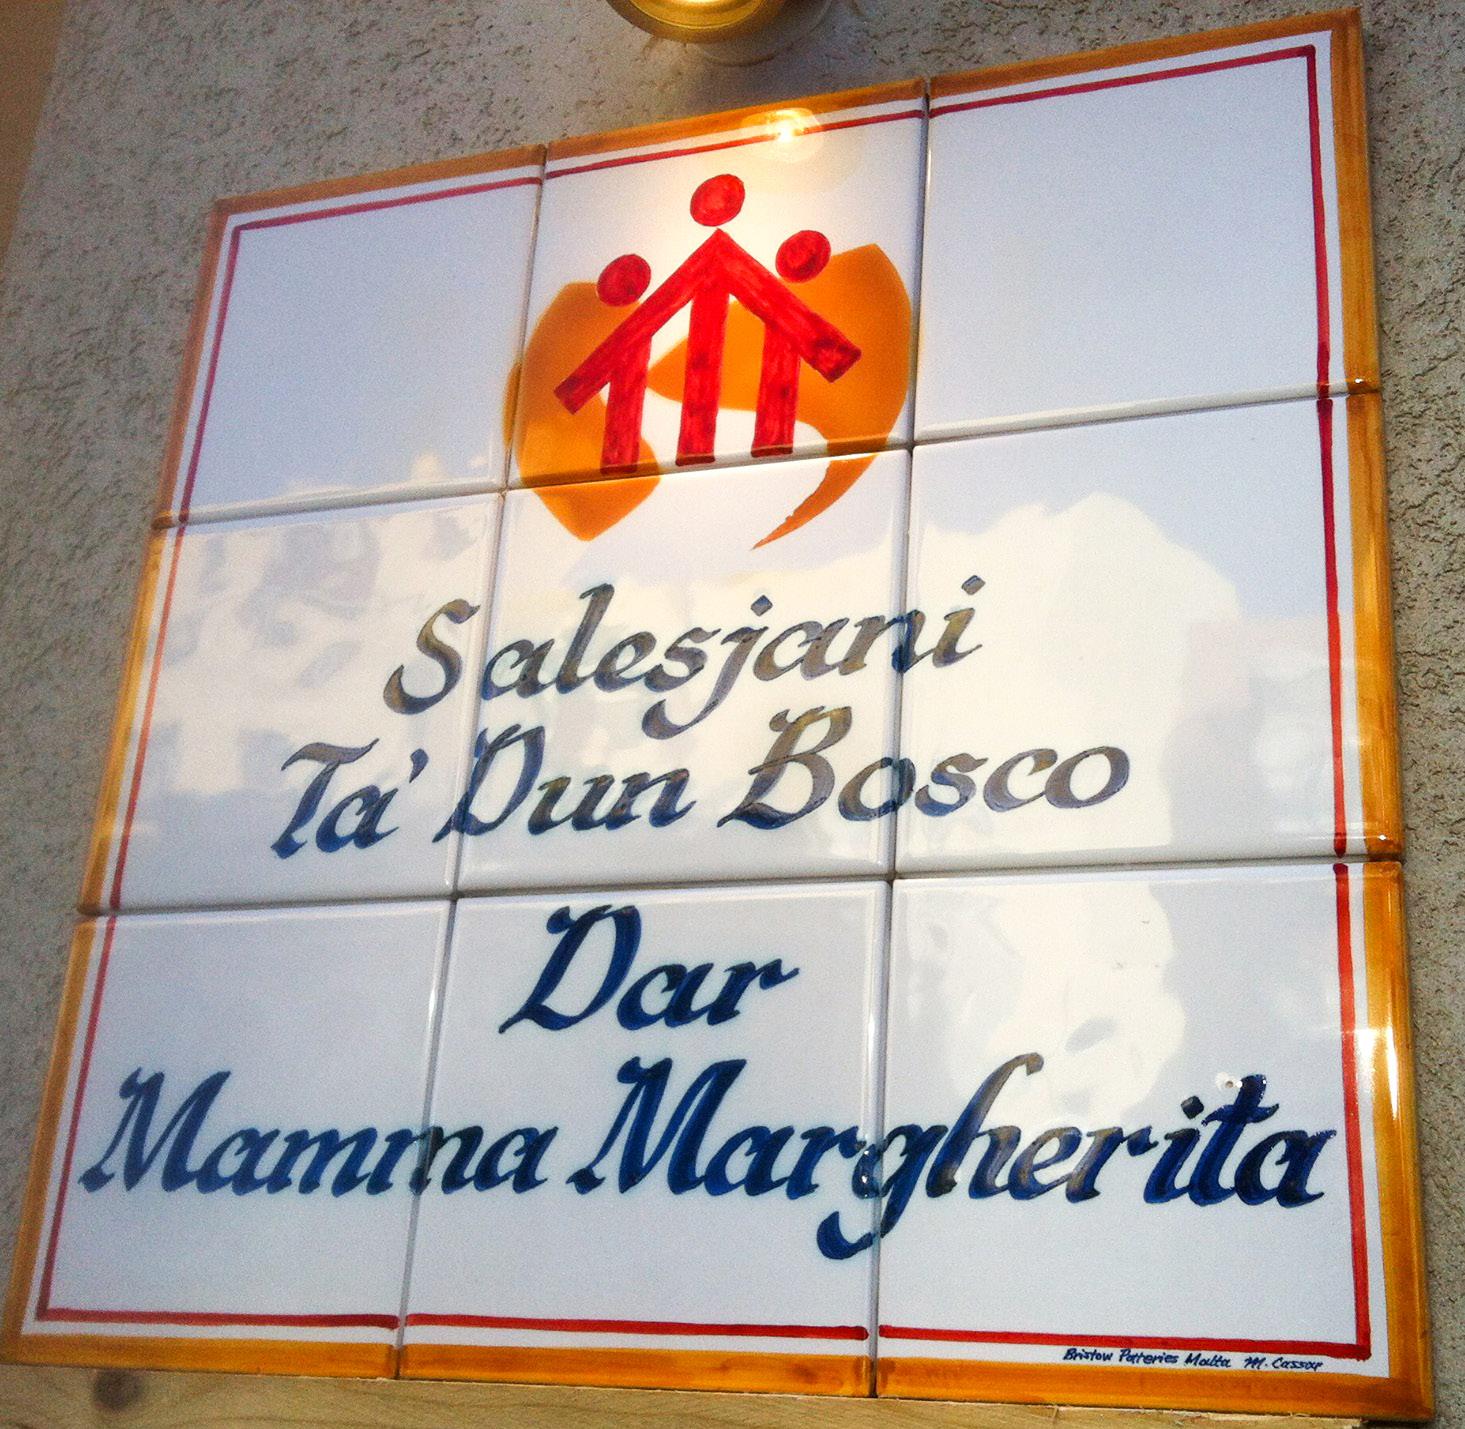 Salesjani
Ta' Dun Bosco
Dar
Mamma Margherita
Bristow Potteries Malta M. Cassar